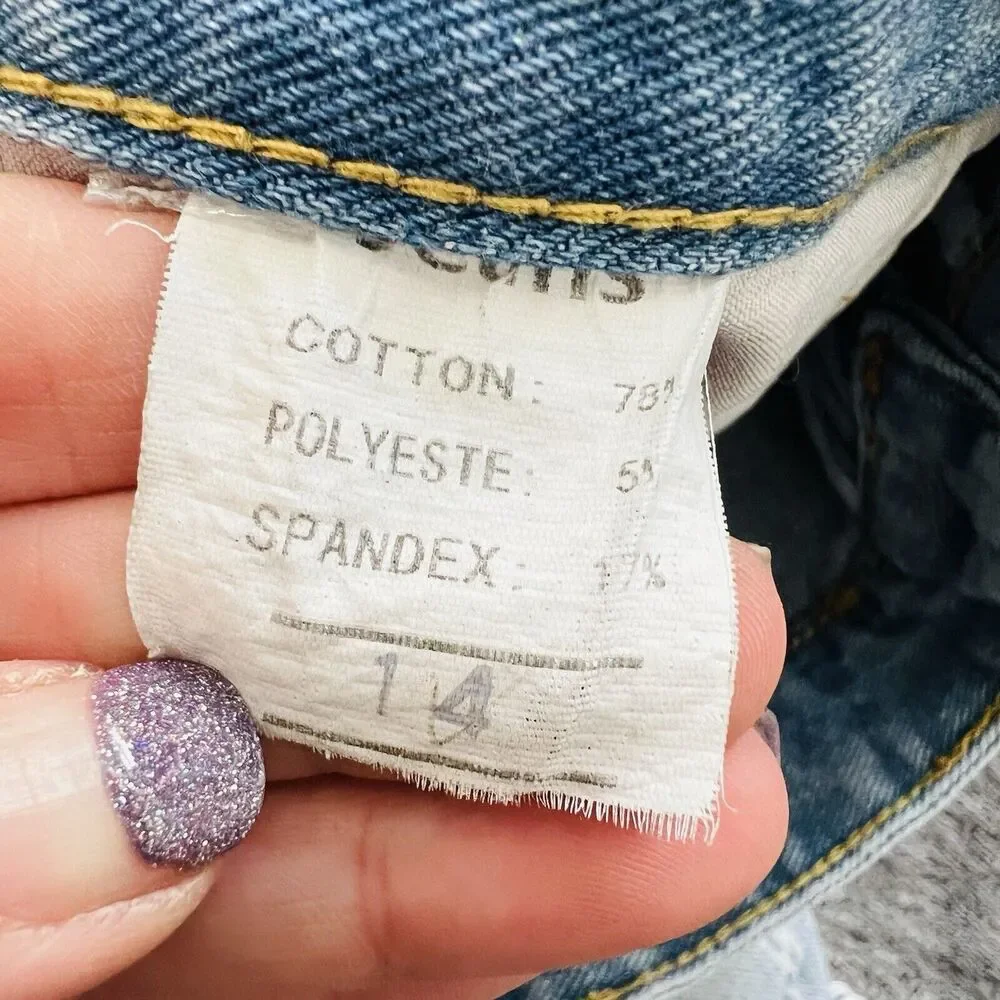 COTTON: 78%
POLYESTE: 5%
SPANDEX: 17%
14